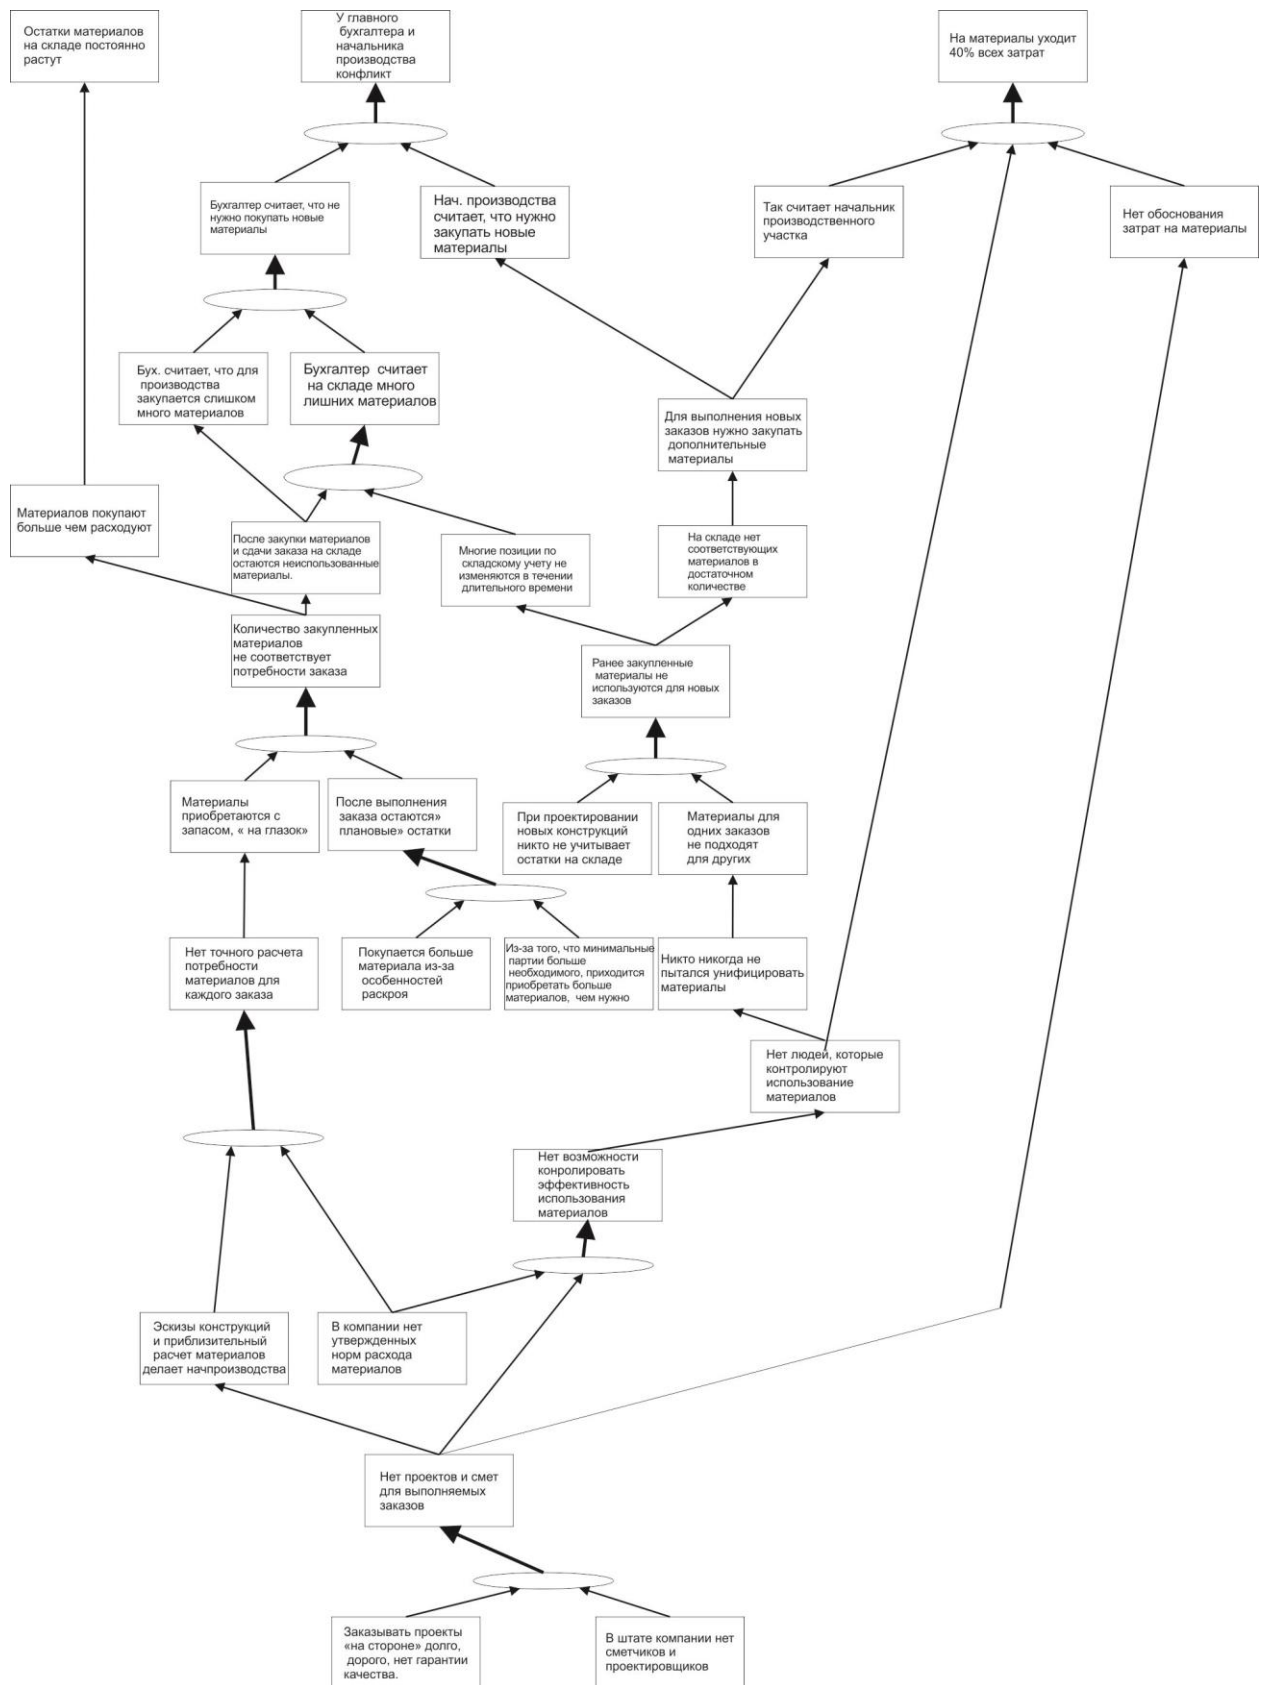 Остатки материалов
на складе постоянно
растут
У главного
бухгалтера и
начальника
производства
конфликт
На материалы уходит
40% всех затрат
Бухгалтер считает, что не
нужно покупать новые
материалы
Нач. производства
считает, что нужно
закупать новые
материалы
Так считает начальник
производственного
участка
Нет обоснования
затрат на материалы
Бух. считает, что для
производства
закупается слишком
много материалов
Бухгалтер считает
на складе много
лишних материалов
Для выполнения новых
заказов нужно закупать
дополнительные
материалы
Материалов покупают
больше чем расходуют
После закупки материалов
и сдачи заказа на складе
остаются неиспользованные
материалы.
Многие позиции по
складскому учету не
изменяются в течении
длительного времени
На складе нет
соответствующих
материалов в
достаточном
количестве
Количество закупленных
материалов
не соответствует
потребности заказа
Ранее закупленные
материалы не
используются для новых
заказов
Материалы
приобретаются с
запасом, « на глазок»
После выполнения
заказа остаются»
плановые» остатки
При проектировании
новых конструкций
никто не учитывает
остатки на складе
Материалы для
одних заказов
не подходят
для других
Нет точного расчета
потребности
материалов для
каждого заказа
Покупается больше
материала из-за
особенностей
раскроя
Из-за того, что минимальные
партии больше
необходимого, приходится
приобретать больше
материалов, чем нужно
Никто никогда не
пытался унифицировать
материалы
Нет людей, которые
контролируют
использование
материалов
Нет возможности
конролировать
эффективность
использования
материалов
Эскизы конструкций
и приблизительный
расчет материалов
делает начпроизводства
В компании нет
утвержденных
норм расхода
материалов
Нет проектов и смет
для выполняемых
заказов
Заказывать проекты
«на стороне» долго,
дорого, нет гарантии
качества.
В штате компании нет
сметчиков и
проектировщиков